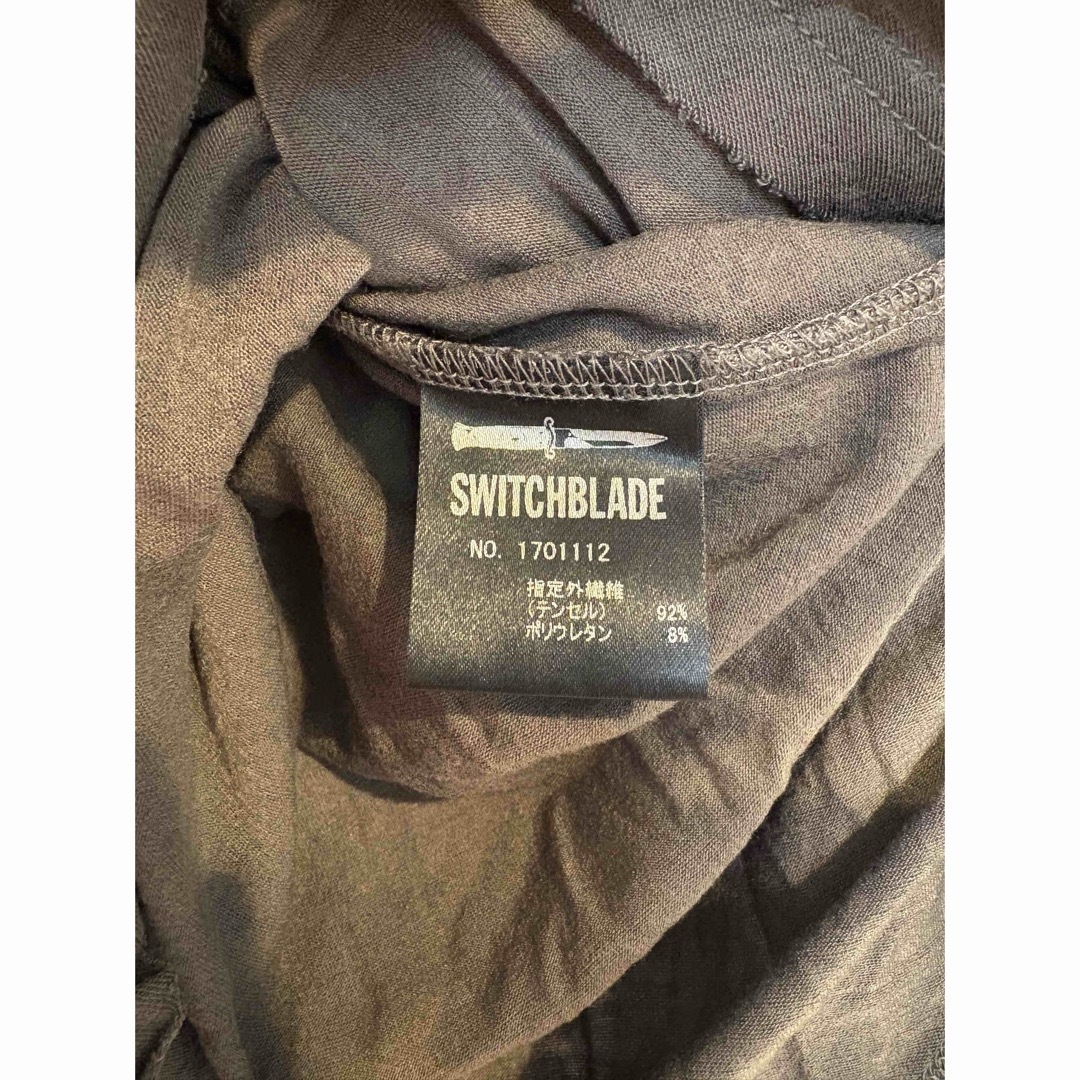 SWITCHBLADE
NO. 1701112
指定外繊維
(テンセル) 92%
ポリウレタン 8%